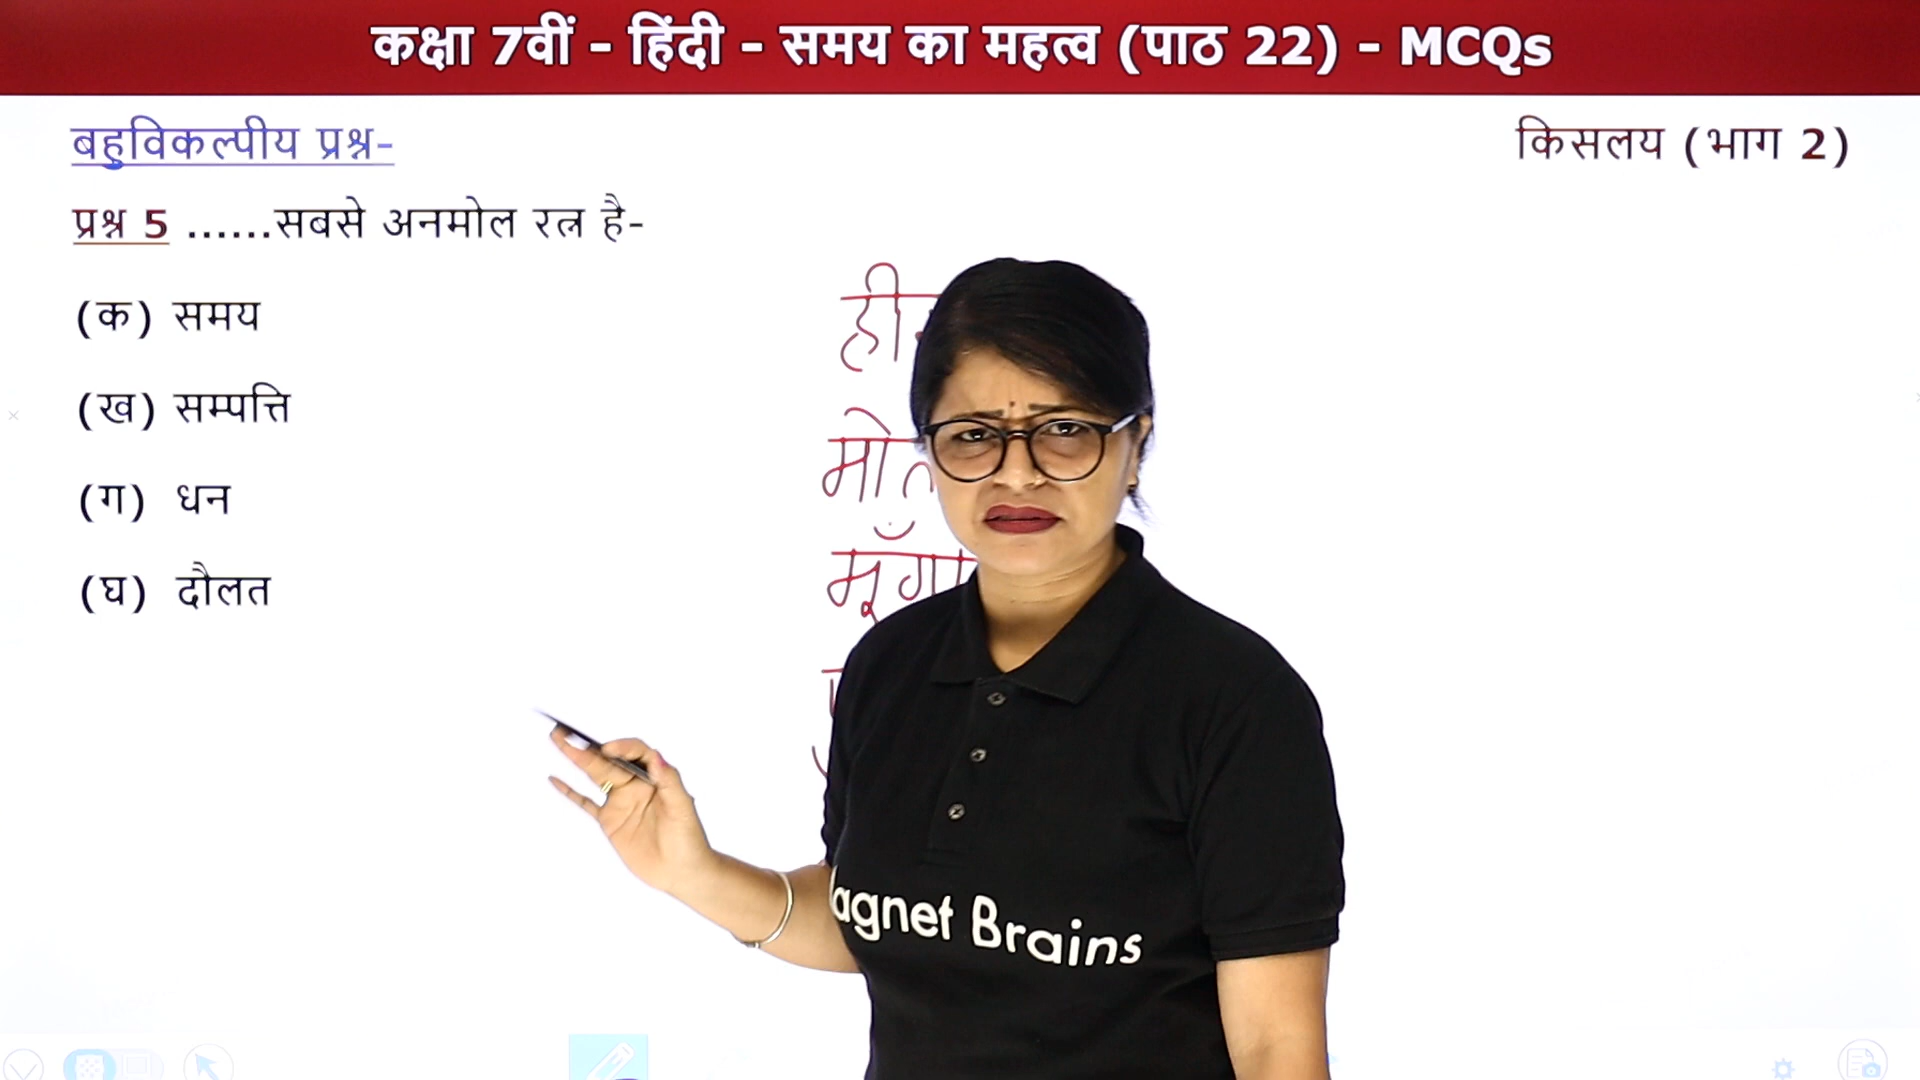 कक्षा 7वीं - हिंदी - समय का महत्व (पाठ 22) - MCQs
बहुविकल्पीय प्रश्न-
किसलय (भाग 2)
प्रश्न 5 ......सबसे अनमोल रत्न है-
(क) समय
(ख) सम्पत्ति
(ग) धन
(घ) दौलत
मूँगा
agnet Brains